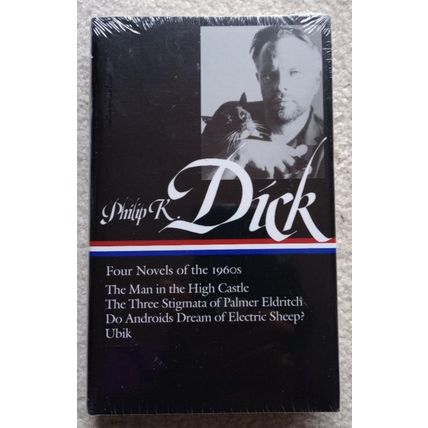 Philip K. Dick
Four Novels of the 1960s
The Man in the High Castle
The Three Stigmata of Palmer Eldritch
Do Androids Dream of Electric Sheep?
Ubik